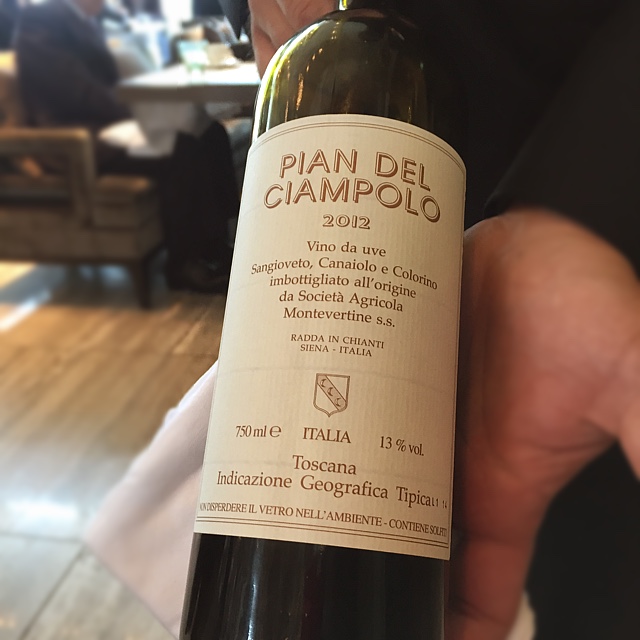 PIAN DEL
CIAMPOLO
2012
Vino da uve
Sangioveto, Canaiolo e Colorino
imbottigliato all'origine
da Società Agricola
Montevertine s.s.
RADDA IN CHIANTI
SIENA - ITALIA
750 ml ℮ ITALIA 13 % vol.
Toscana
Indicazione Geografica Tipica
NON DISPERDERE IL VETRO NELL'AMBIENTE - CONTIENE SOLFITI